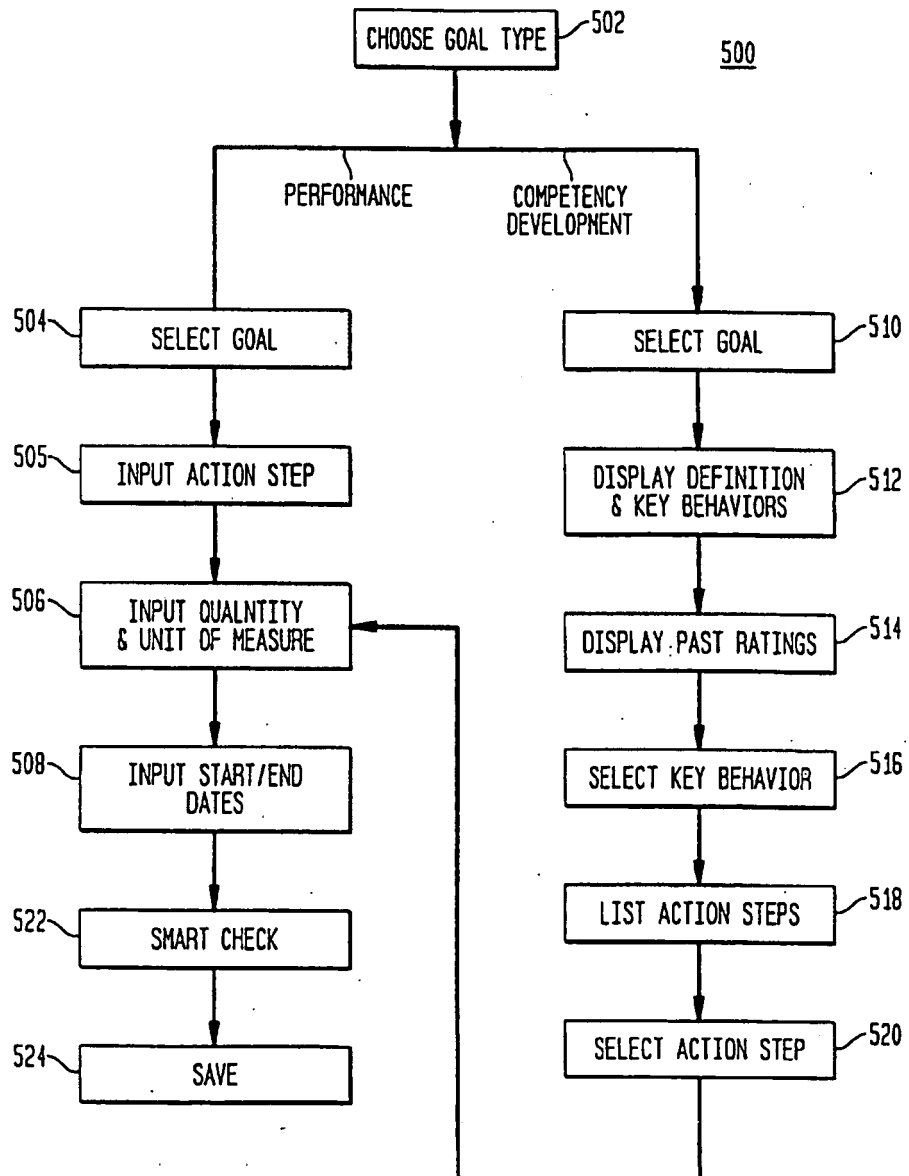 CHOOSE GOAL TYPE
502
500
PERFORMANCE
COMPETENCY
DEVELOPMENT
504
SELECT GOAL
505
INPUT ACTION STEP
506
INPUT QUALNTITY
& UNIT OF MEASURE
508
INPUT START/END
DATES
522
SMART CHECK
524
SAVE
SELECT GOAL
510
DISPLAY DEFINITION
& KEY BEHAVIORS
512
DISPLAY PAST RATINGS
514
SELECT KEY BEHAVIOR
516
LIST ACTION STEPS
518
SELECT ACTION STEP
520